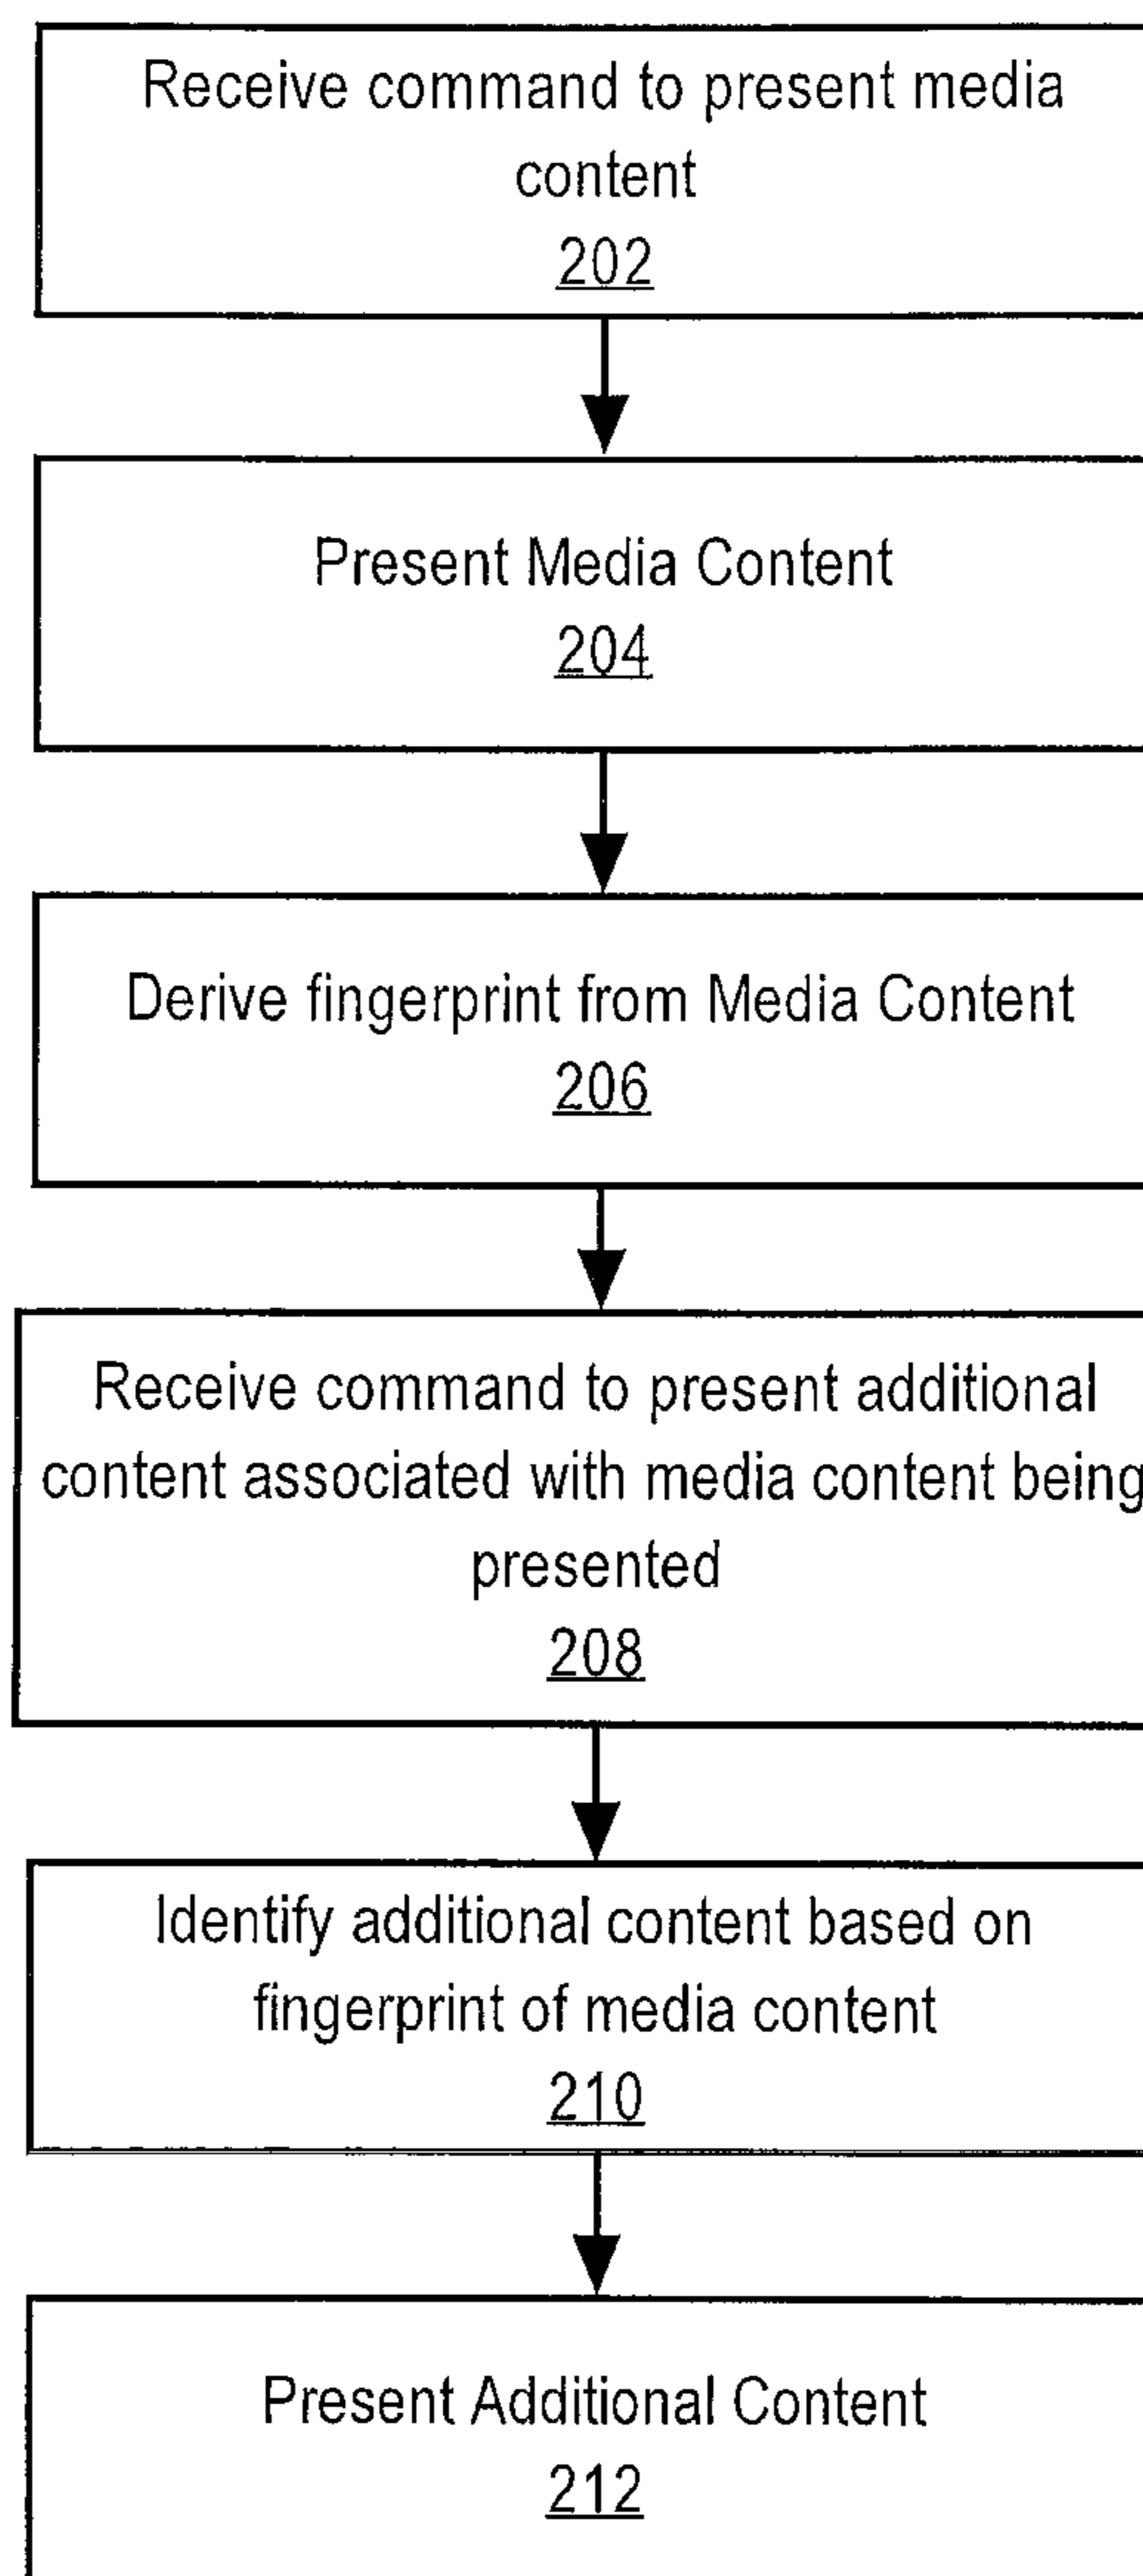 Receive command to present media
content
202
Present Media Content
204
Derive fingerprint from Media Content
206
Receive command to present additional
content associated with media content being
presented
208
Identify additional content based on
fingerprint of media content
210
Present Additional Content
212